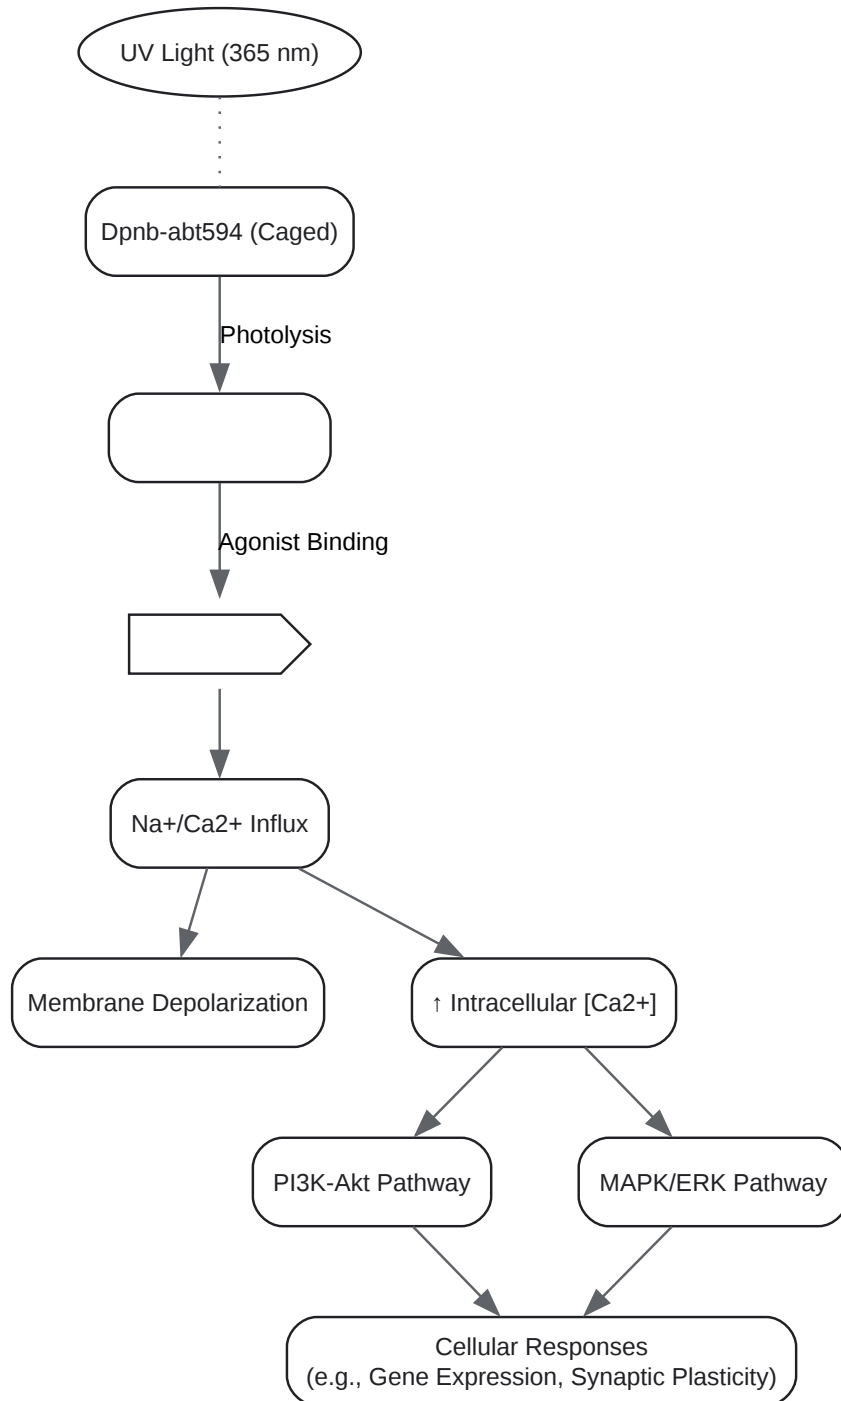 UV Light (365 nm)
Dpnb-abt594 (Caged)
Photolysis
Agonist Binding
Na+/Ca2+ Influx
Membrane Depolarization
↑ Intracellular [Ca2+]
PI3K-Akt Pathway
MAPK/ERK Pathway
Cellular Responses
(e.g., Gene Expression, Synaptic Plasticity)